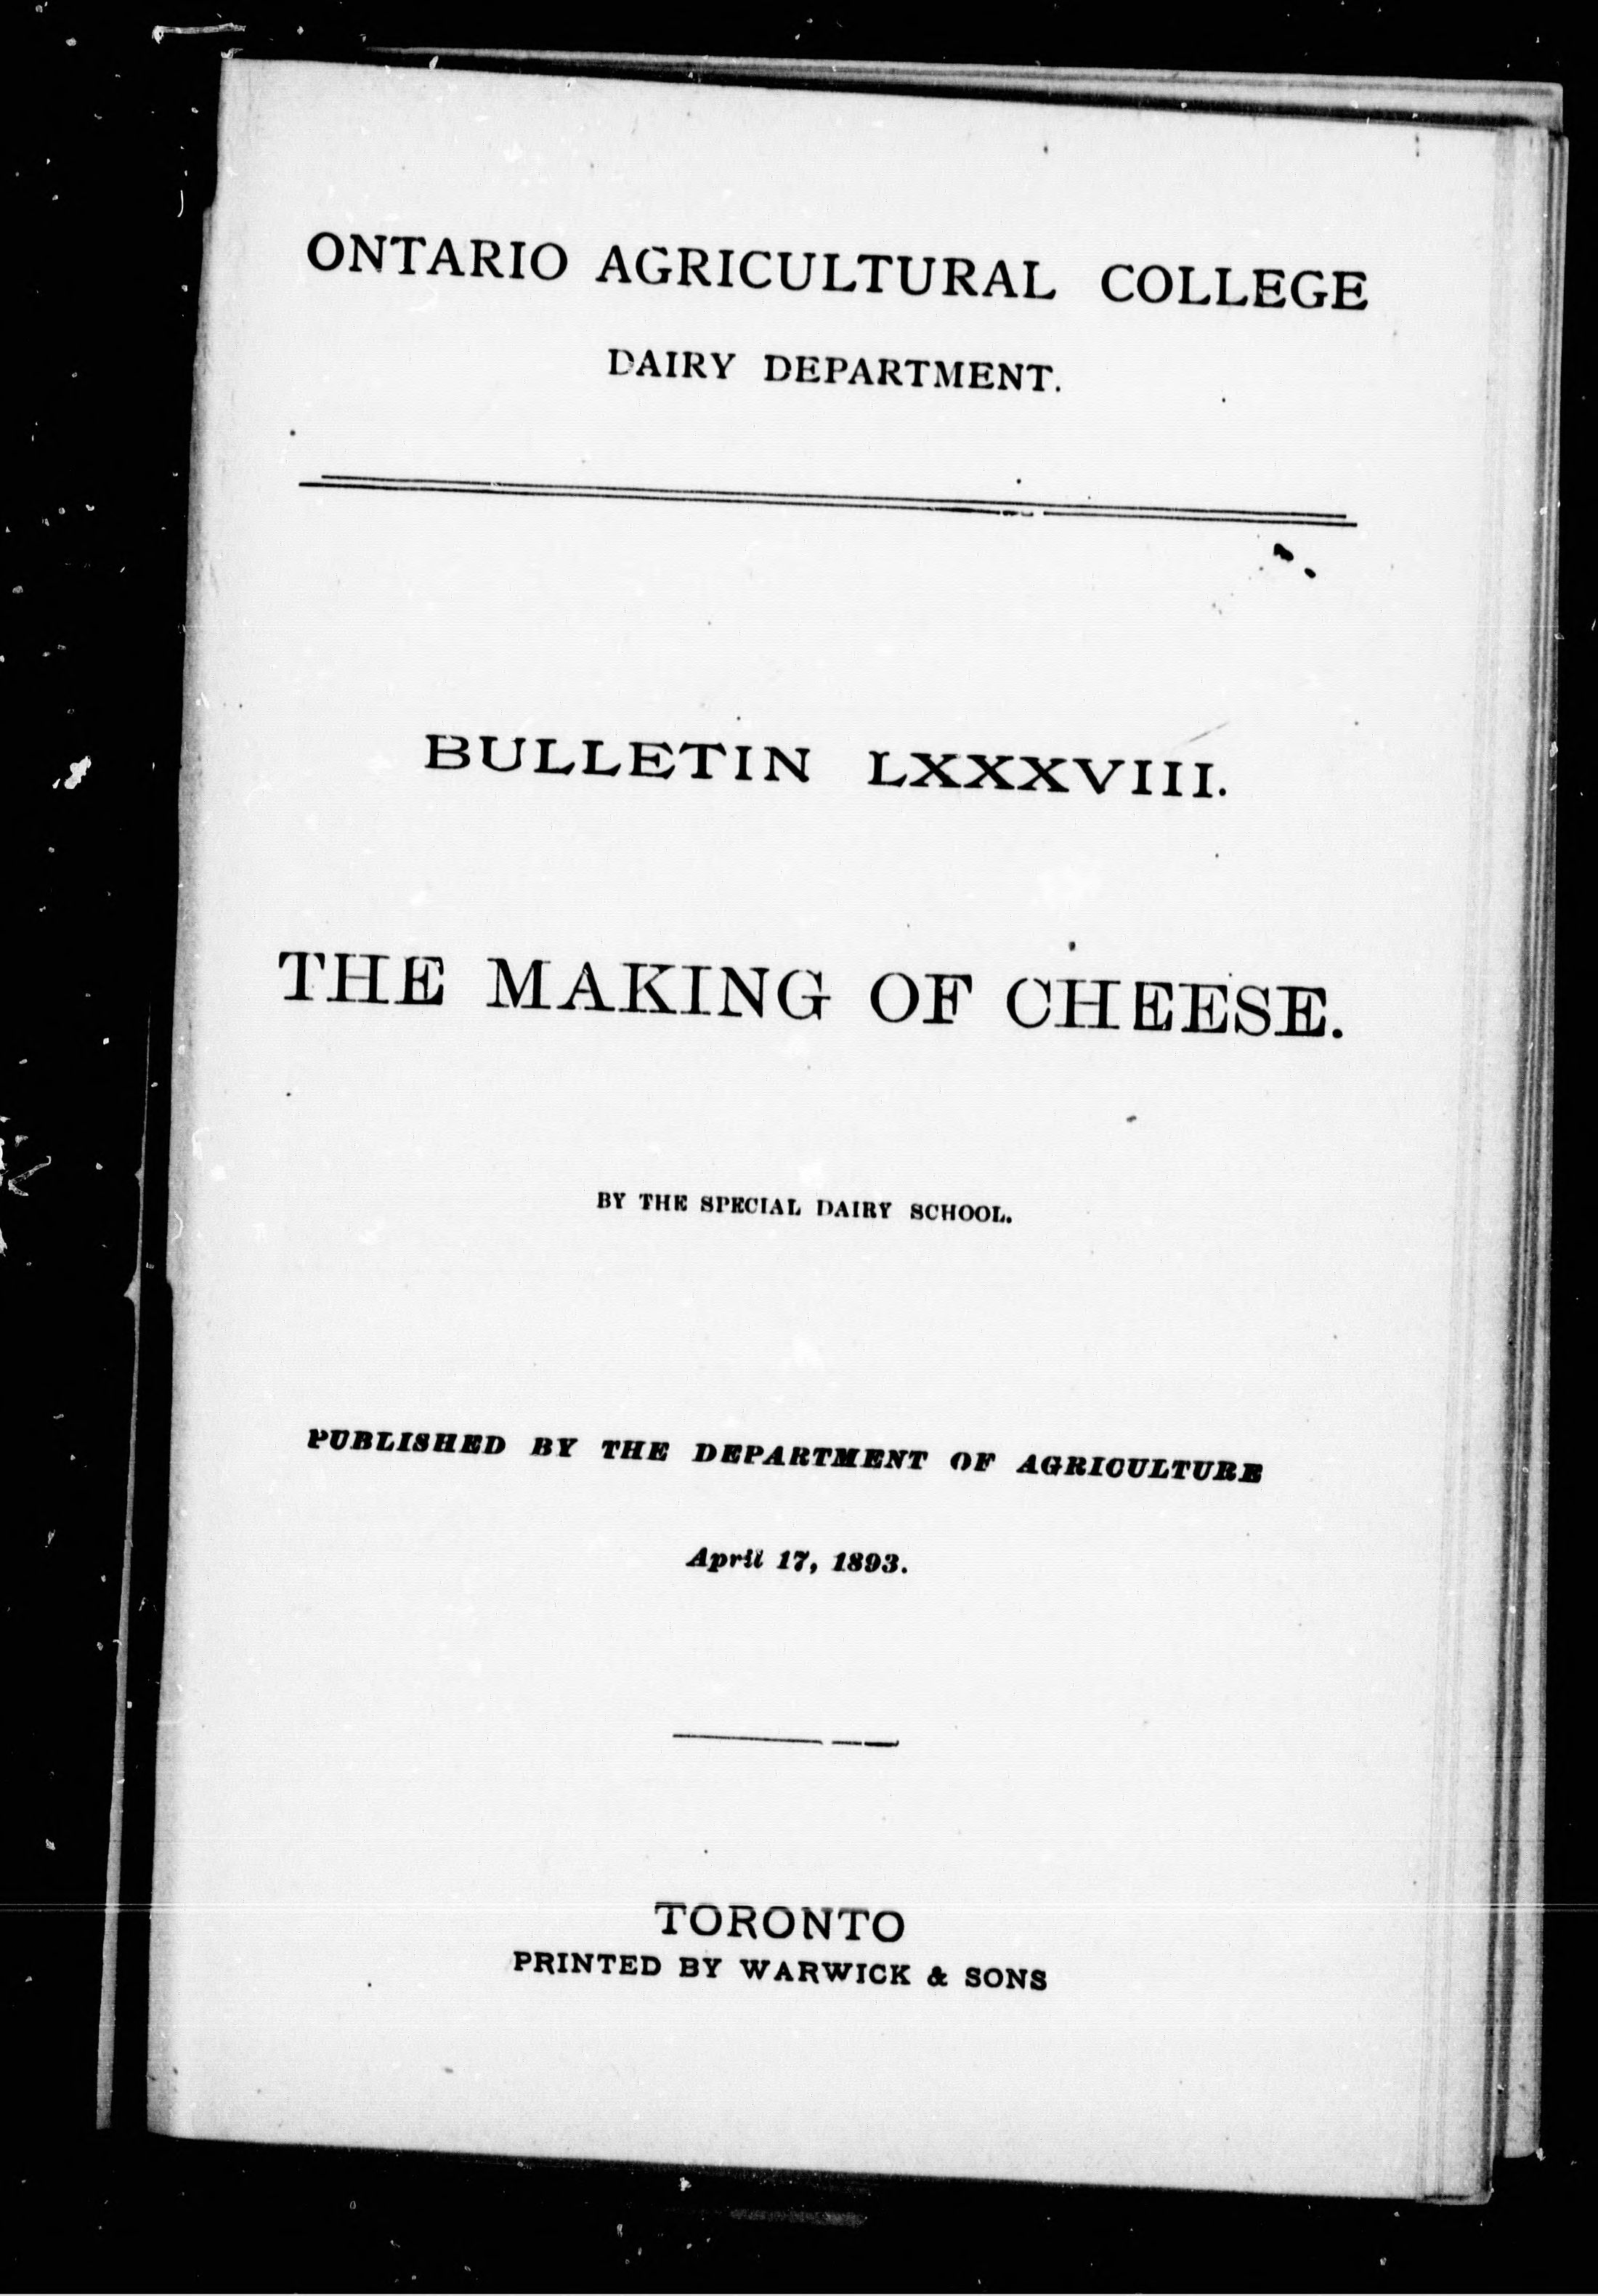 ONTARIO AGRICULTURAL COLLEGE
DAIRY DEPARTMENT.
BULLETIN LXXXVIII.
THE MAKING OF CHEESE.
BY THE SPECIAL DAIRY SCHOOL.
PUBLISHED BY THE DEPARTMENT OF AGRICULTURE
April 17, 1893.
TORONTO
PRINTED BY WARWICK & SONS